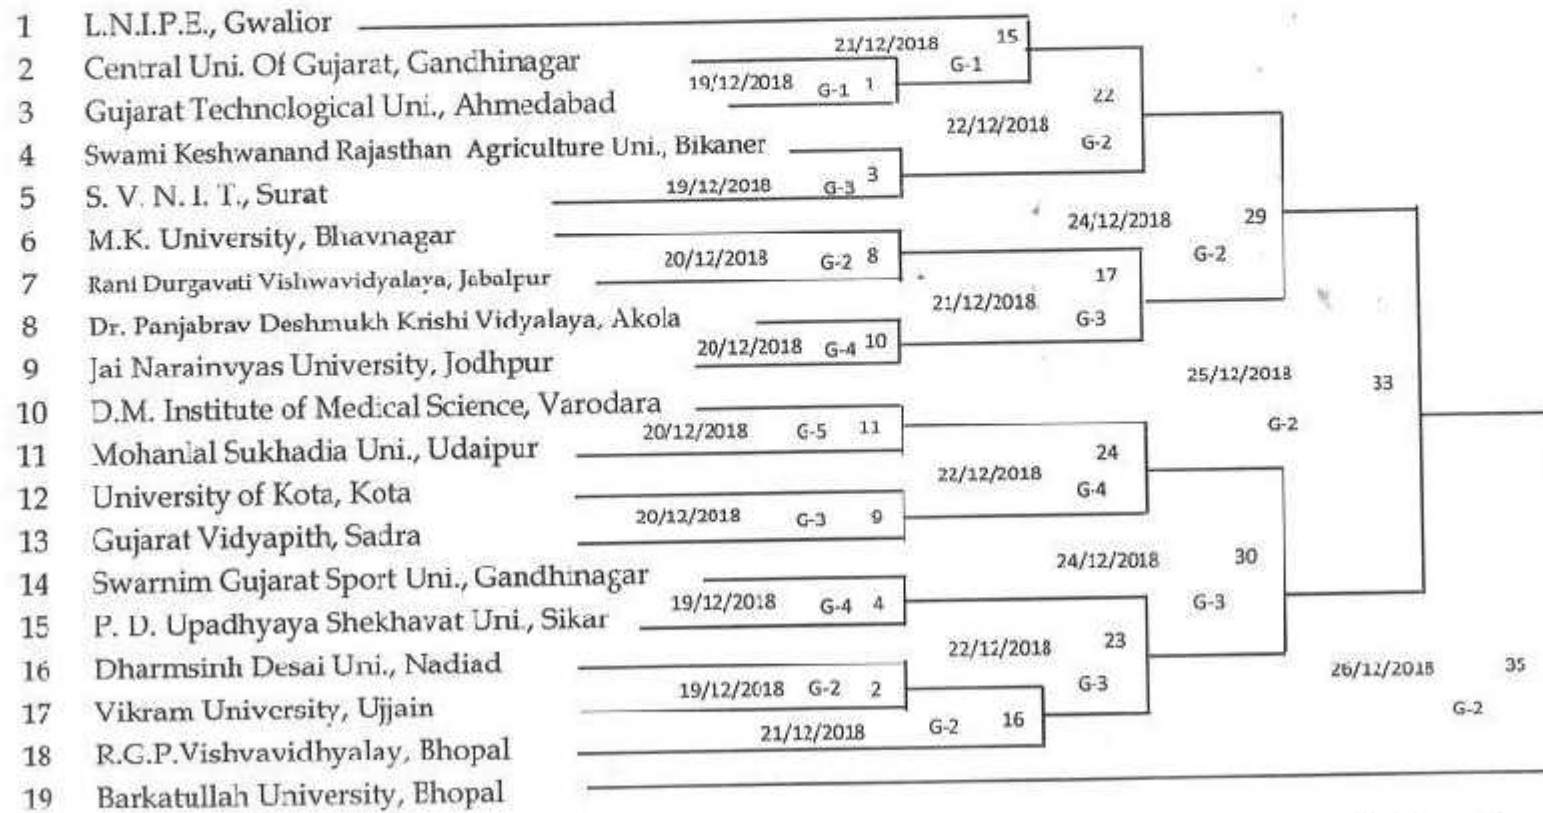 1 L.N.I.P.E., Gwalior
21/12/2018 15
G-1
2 Central Uni. Of Gujarat, Gandhinagar
19/12/2018 G-1 1
3 Gujarat Technological Uni., Ahmedabad
22
22/12/2018
G-2
4 Swami Keshwanand Rajasthan Agriculture Uni., Bikaner
19/12/2018 G-3 3
5 S. V. N. I. T., Surat
24/12/2018 29
G-2
6 M.K. University, Bhavnagar
20/12/2018 G-2 8
7 Rani Durgavati Vishwavidyalaya, Jabalpur
17
21/12/2018
G-3
8 Dr. Panjabrav Deshmukh Krishi Vidyalaya, Akola
20/12/2018 G-4 10
9 Jai Narainvyas University, Jodhpur
25/12/2018 33
G-2
10 D.M. Institute of Medical Science, Varodara
20/12/2018 G-5 11
11 Mohanlal Sukhadia Uni., Udaipur
24
22/12/2018
G-4
12 University of Kota, Kota
20/12/2018 G-3 9
13 Gujarat Vidyapith, Sadra
24/12/2018 30
G-3
14 Swarnim Gujarat Sport Uni., Gandhinagar
19/12/2018 G-4 4
15 P. D. Upadhyaya Shekhavat Uni., Sikar
22/12/2018 23
G-3
16 Dharmsinh Desai Uni., Nadiad
19/12/2018 G-2 2
26/12/2018 35
G-2
17 Vikram University, Ujjain
21/12/2018 G-2 16
18 R.G.P.Vishvavidhyalay, Bhopal
19 Barkatullah University, Bhopal